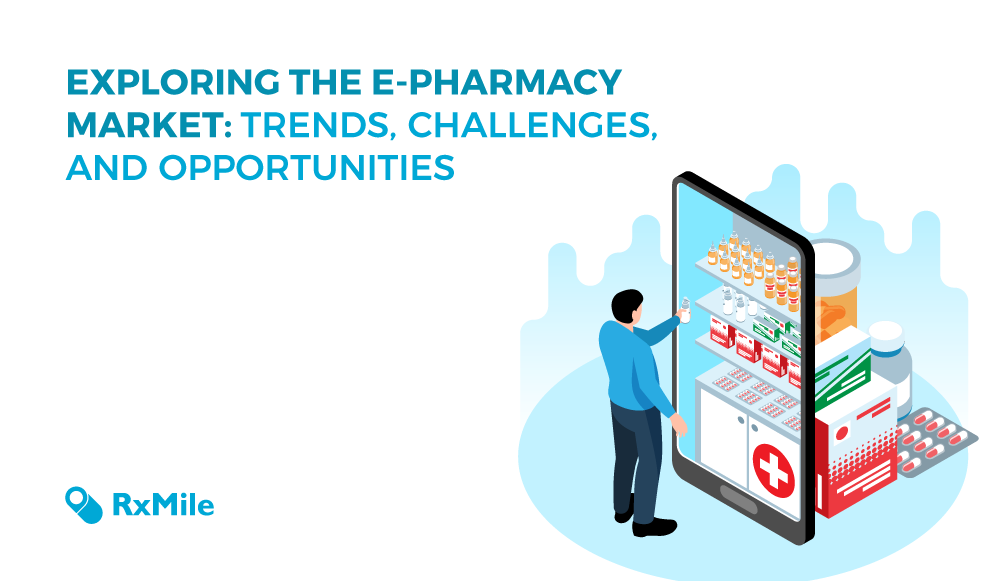 EXPLORING THE E-PHARMACY
MARKET: TRENDS, CHALLENGES,
AND OPPORTUNITIES
RxMile